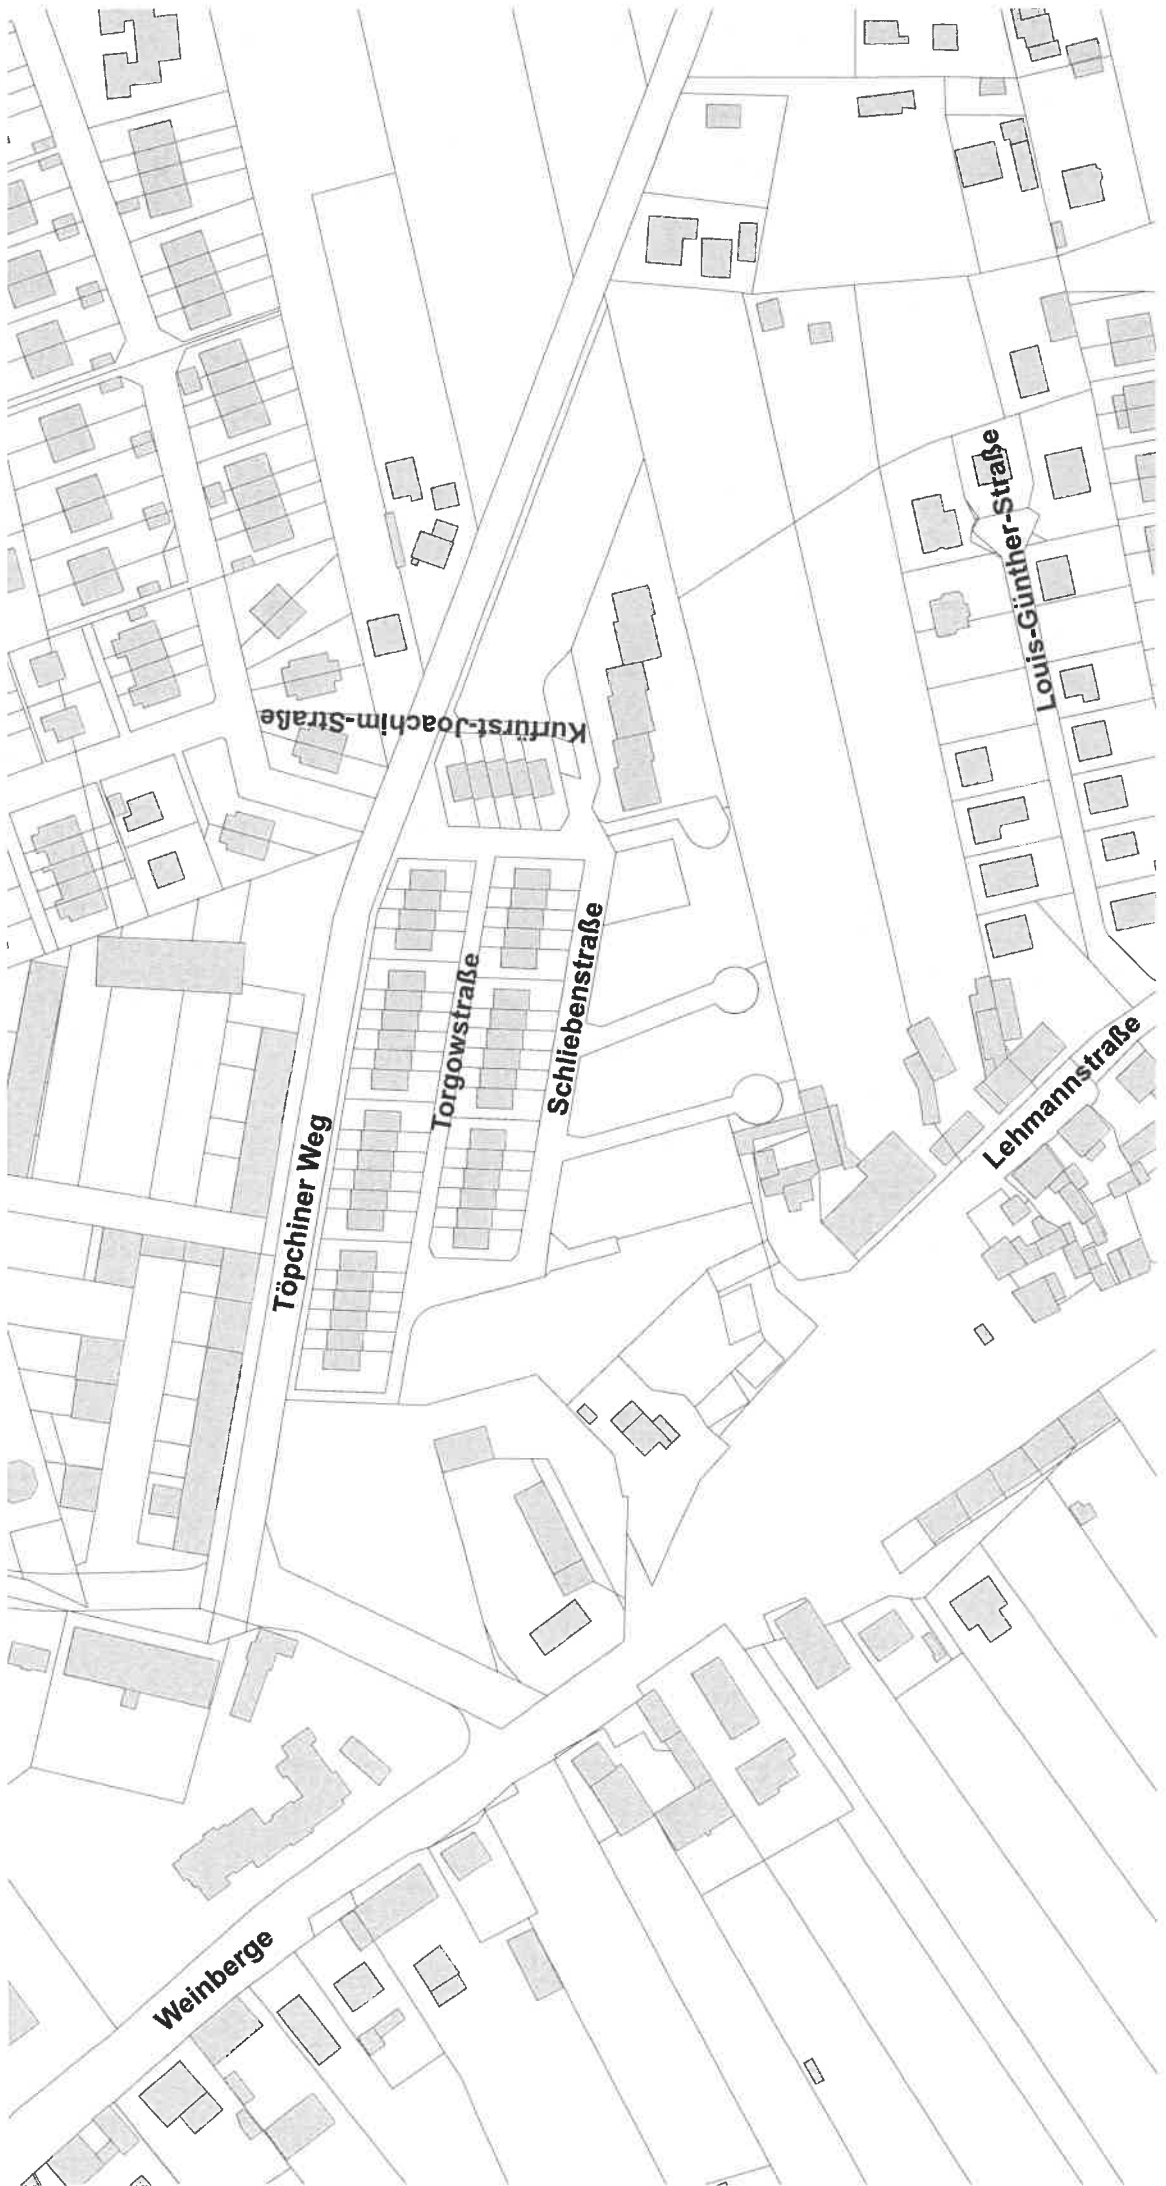 Louis-Günther-Straße
Kurfürst-Joachim-Straße
Torgowstraße
Schliebenstraße
Töpchiner Weg
Lehmannstraße
Weinberge